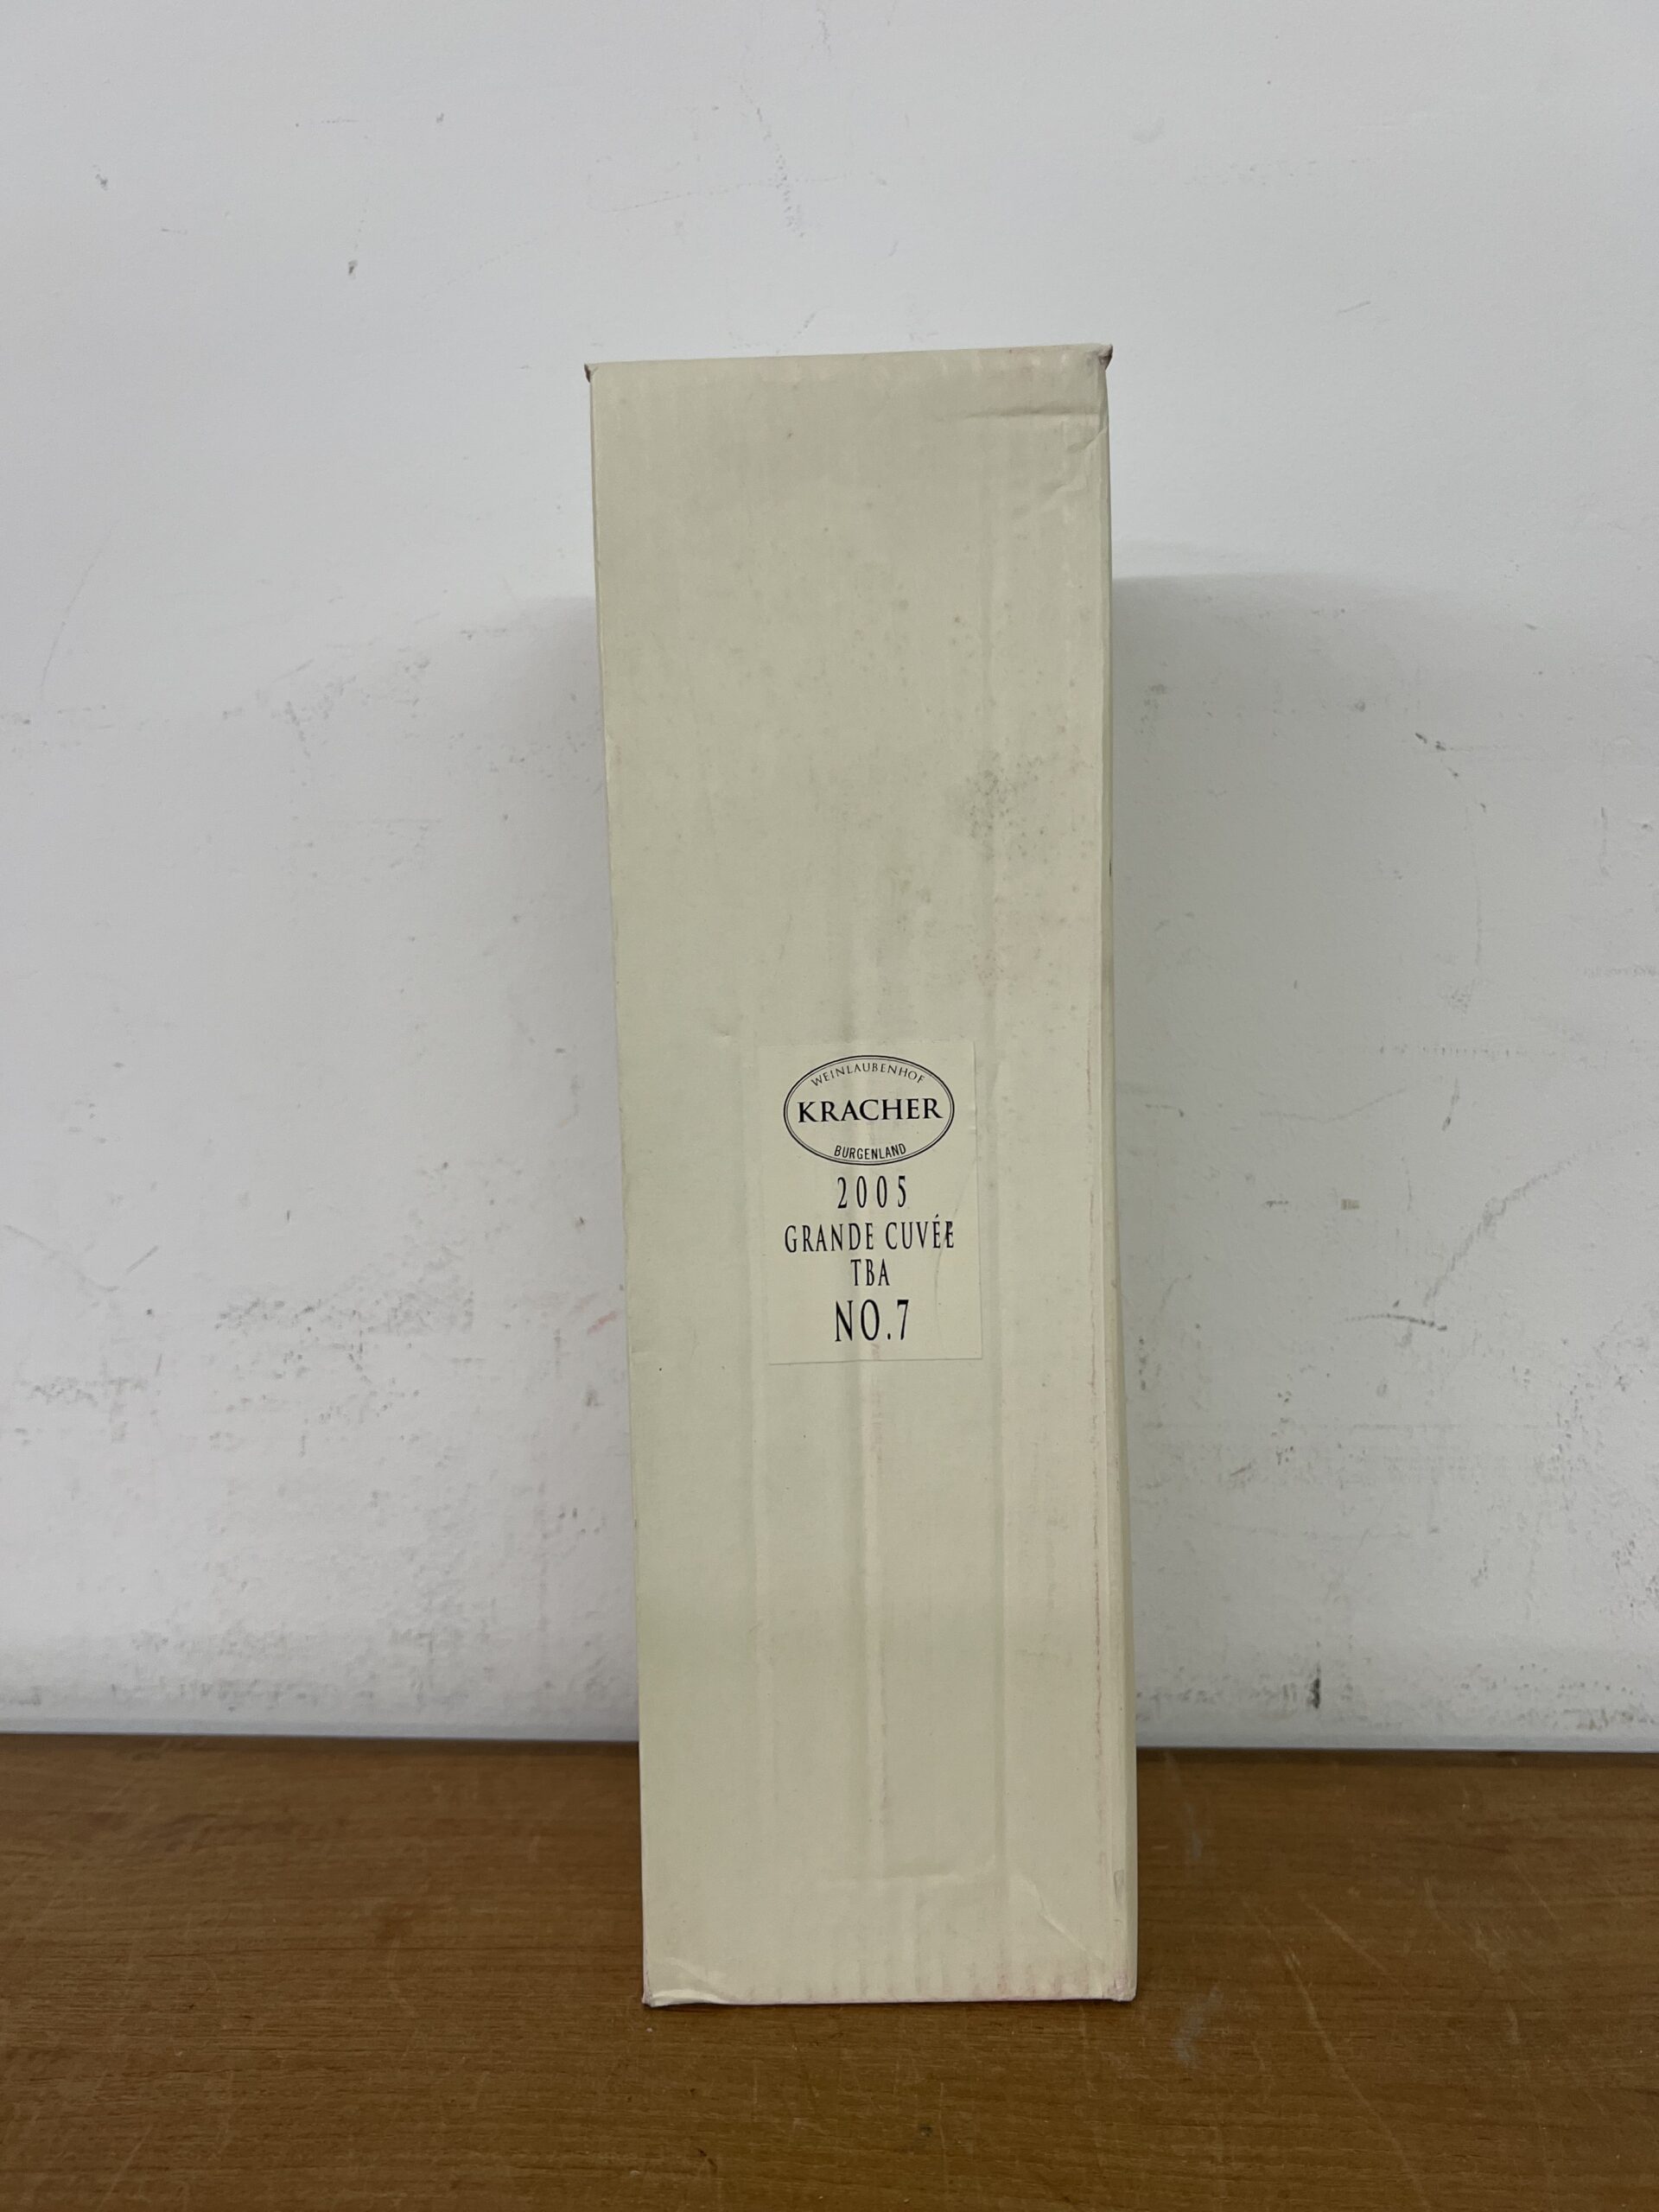 WEINLAUBENHOF
KRACHER
BURGENLAND
2005
GRANDE CUVÉE
TBA
NO.7